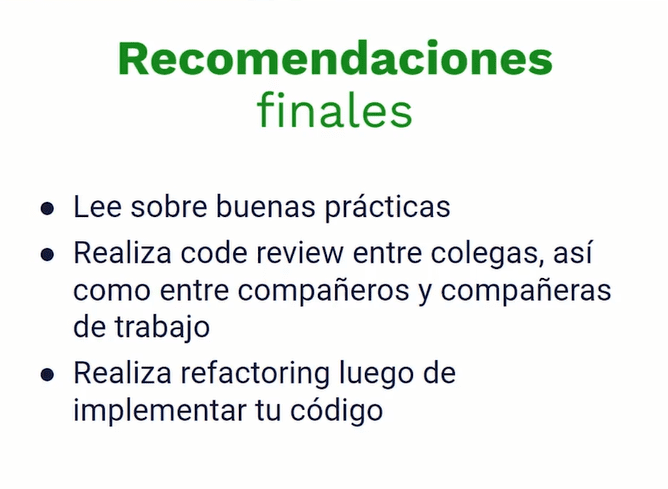 Recomendaciones
finales
● Lee sobre buenas prácticas
● Realiza code review entre colegas, así
como entre compañeros y compañeras
de trabajo
● Realiza refactoring luego de
implementar tu código